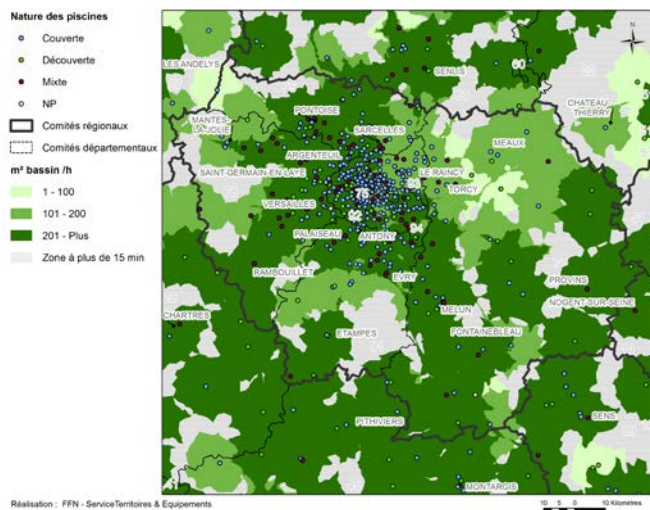 Nature des piscines
Couverte
Découverte
Mixte
NP
Comités régionaux
Comités départementaux
m² bassin /h
1 - 100
101 - 200
201 - Plus
Zone à plus de 15 min
N
LES ANDELYS
SENLIS
60
CHATEAU-
THIERRY
PONTOISE
MANTES-
LA-JOLIE
SARCELLES
MEAUX
ARGENTEUIL
SAINT-GERMAIN-EN-LAYE
LE RAINCY
93
TORCY
75
VERSAILLES
92
94
PALAISEAU
ANTONY
RAMBOUILLET
EVRY
PROVINS
MELUN
NOGENT-SUR-SEINE
CHARTRES
ETAMPES
FONTAINEBLEAU
PITHIVIERS
SENS
MONTARGIS
Réalisation : FFN - ServiceTerritoires & Equipements
10 5 0 10 Kilomètres